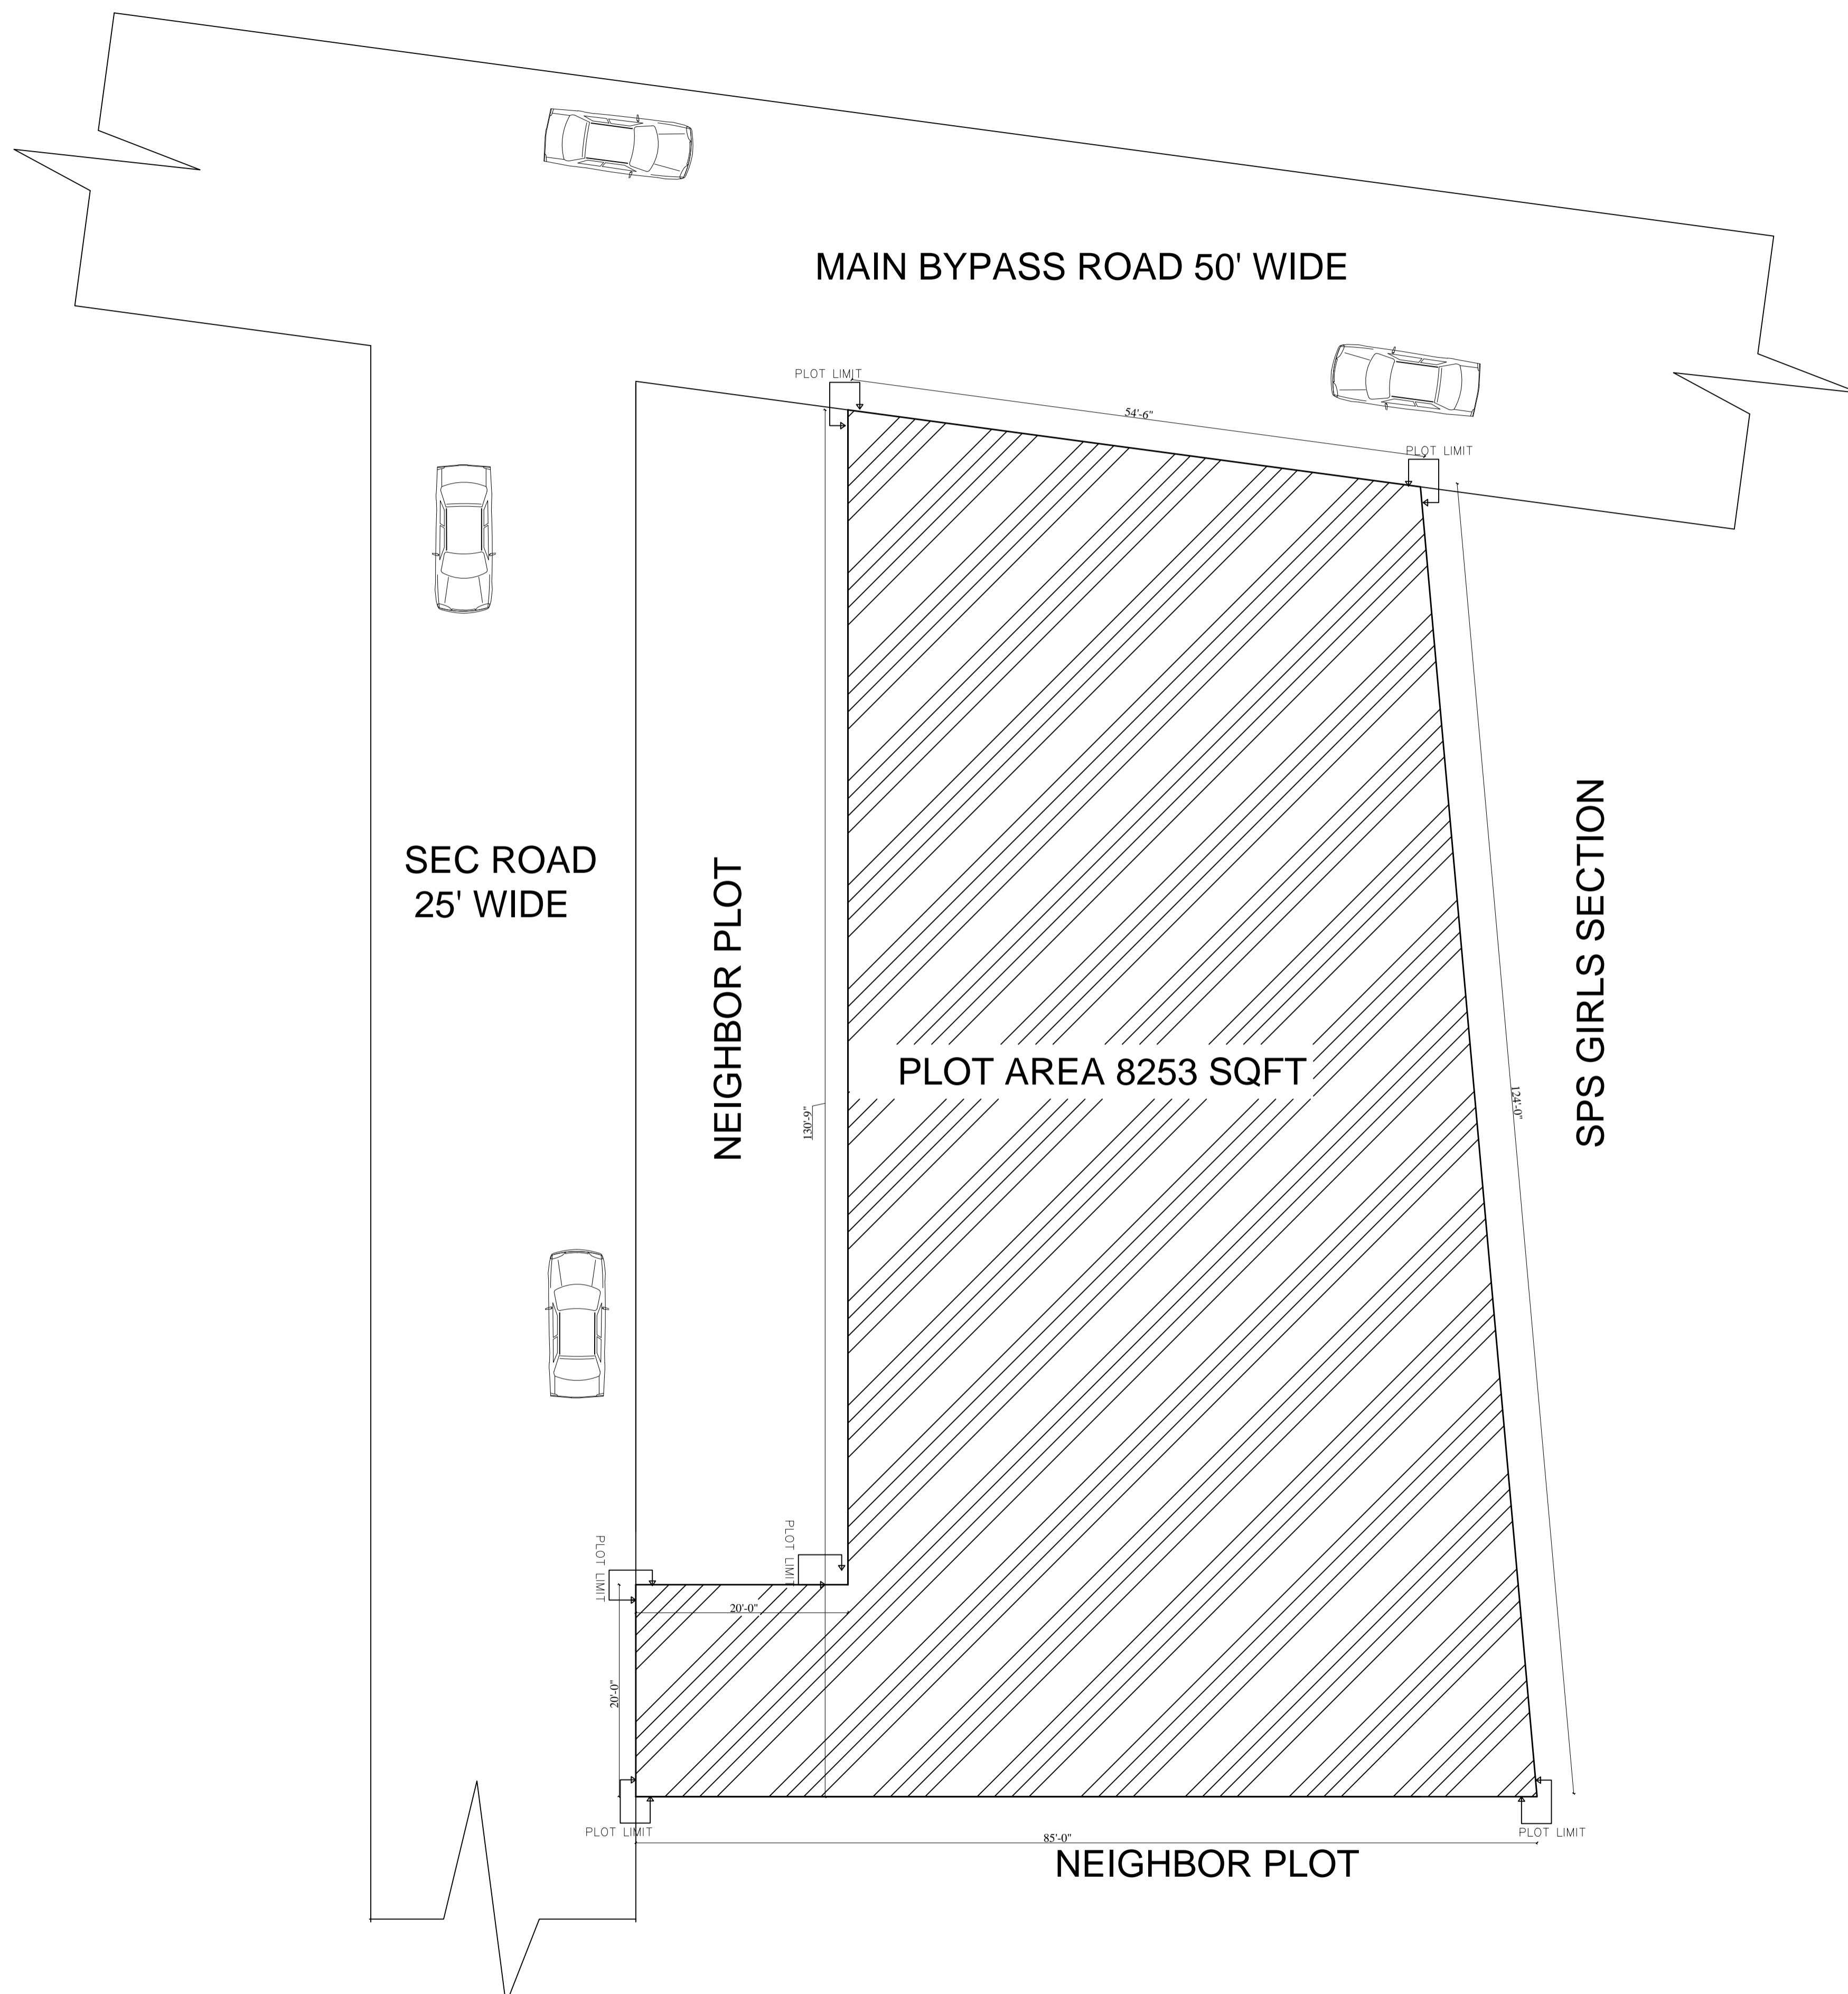 MAIN BYPASS ROAD 50' WIDE
PLOT LIMIT
54'-6"
PLOT LIMIT
SEC ROAD
25' WIDE
NEIGHBOR PLOT
SPS GIRLS SECTION
PLOT AREA 8253 SQFT
130'-9"
124'-0"
PLOT LIMIT
PLOT LIMIT
20'-0"
20'-0"
PLOT LIMIT
PLOT LIMIT
85'-0"
NEIGHBOR PLOT